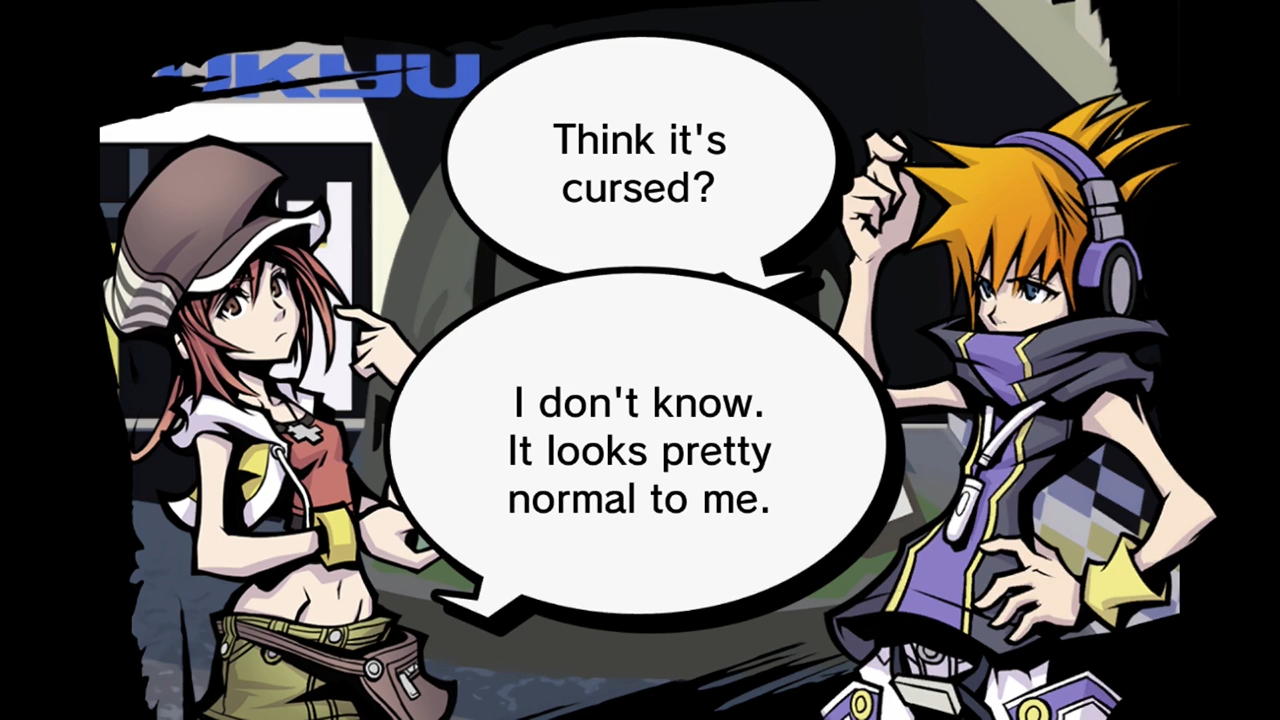 Think it's
cursed?
I don't know.
It looks pretty
normal to me.